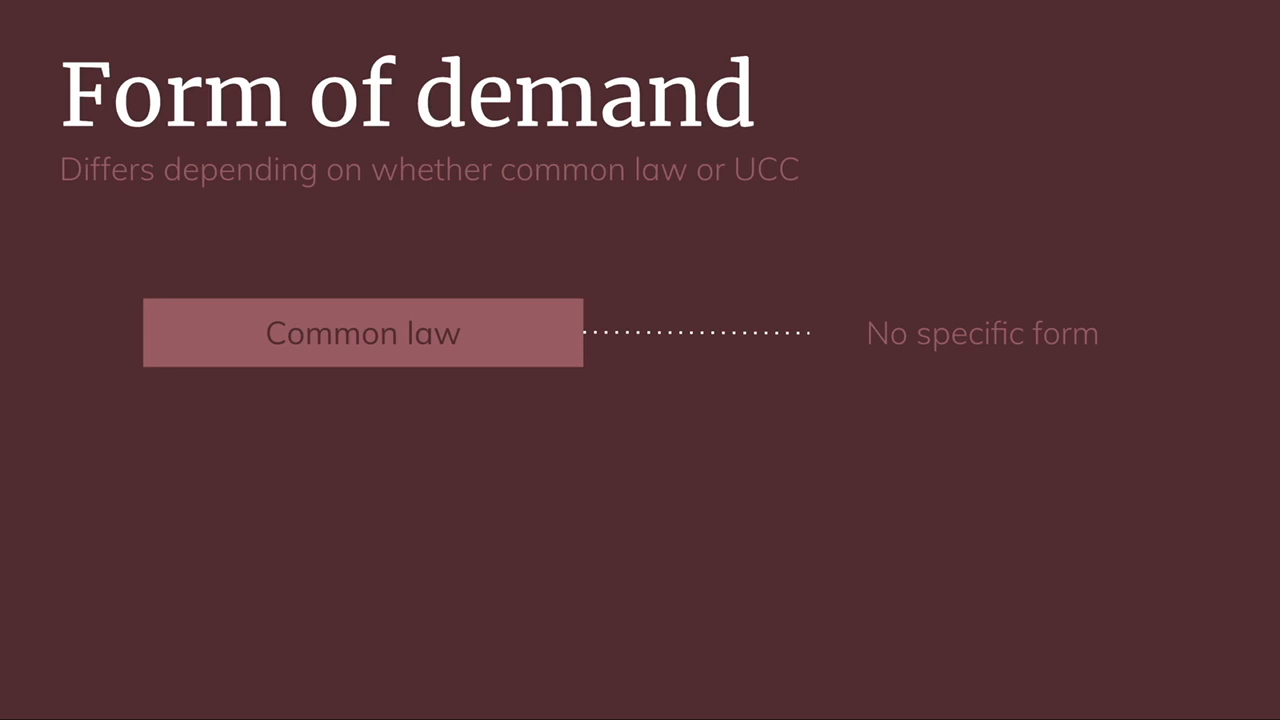 Form of demand
Differs depending on whether common law or UCC
Common law
No specific form